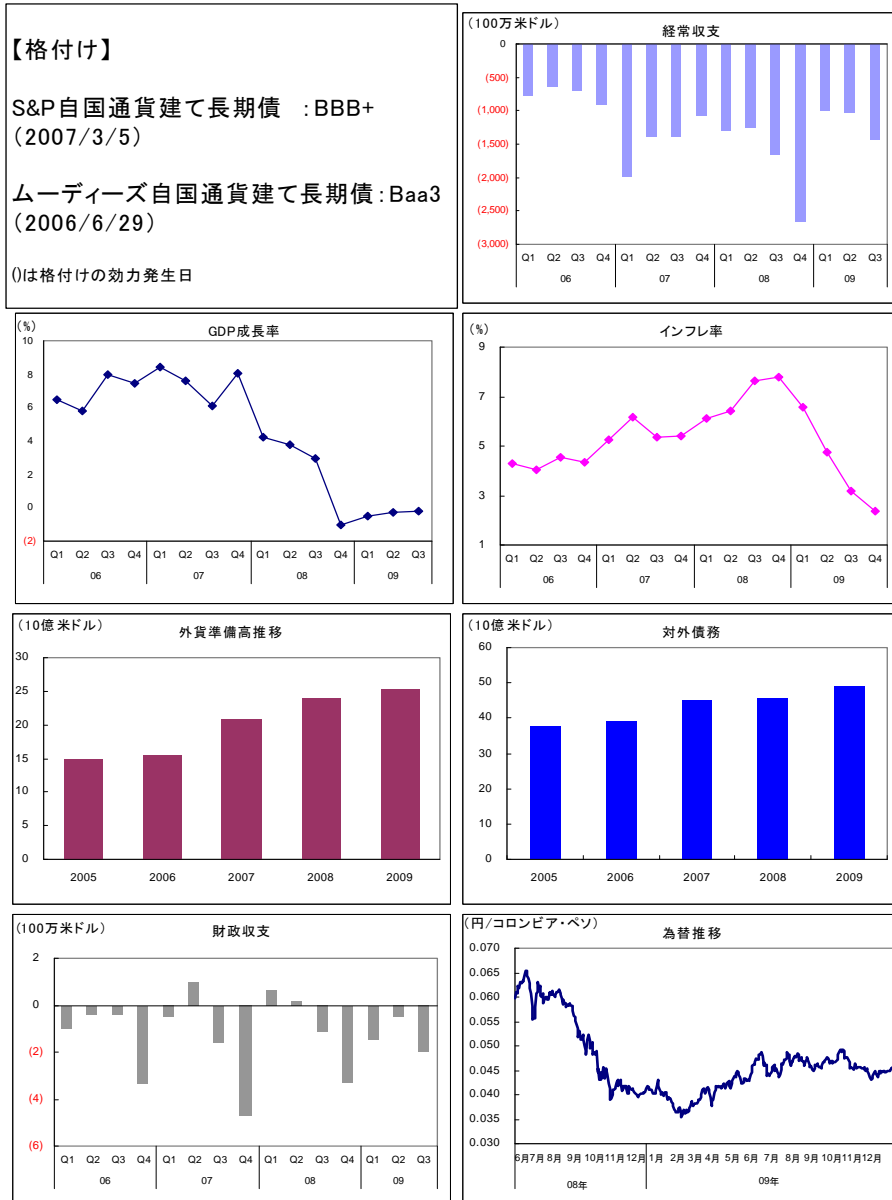 【格付け】
S&P自国通貨建て長期債 :BBB+
(2007/3/5)
ムーディーズ自国通貨建て長期債:Baa3
(2006/6/29)
()は格付けの効力発生日
(100万米ドル)
経常収支
0
(500)
(1,000)
(1,500)
(2,000)
(2,500)
(3,000)
Q1 Q2 Q3 Q4 Q1 Q2 Q3 Q4 Q1 Q2 Q3 Q4 Q1 Q2 Q3
06 07 08 09
(%)
GDP成長率
10
8
6
4
2
0
(2)
Q1 Q2 Q3 Q4 Q1 Q2 Q3 Q4 Q1 Q2 Q3 Q4 Q1 Q2 Q3
06 07 08 09
(%)
インフレ率
9
7
5
3
1
Q1 Q2 Q3 Q4 Q1 Q2 Q3 Q4 Q1 Q2 Q3 Q4 Q1 Q2 Q3 Q4
06 07 08 09
(10億米ドル)
外貨準備高推移
30
25
20
15
10
5
0
2005 2006 2007 2008 2009
(10億米ドル)
対外債務
60
50
40
30
20
10
0
2005 2006 2007 2008 2009
(100万米ドル)
財政収支
2
0
(2)
(4)
(6)
Q1 Q2 Q3 Q4 Q1 Q2 Q3 Q4 Q1 Q2 Q3 Q4 Q1 Q2 Q3
06 07 08 09
(円/コロンビア・ペソ)
為替推移
0.070
0.065
0.060
0.055
0.050
0.045
0.040
0.035
0.030
6月7月8月 9月10月11月12月1月 2月3月4月5月6月 7月8月 9月10月11月12月
08年 09年